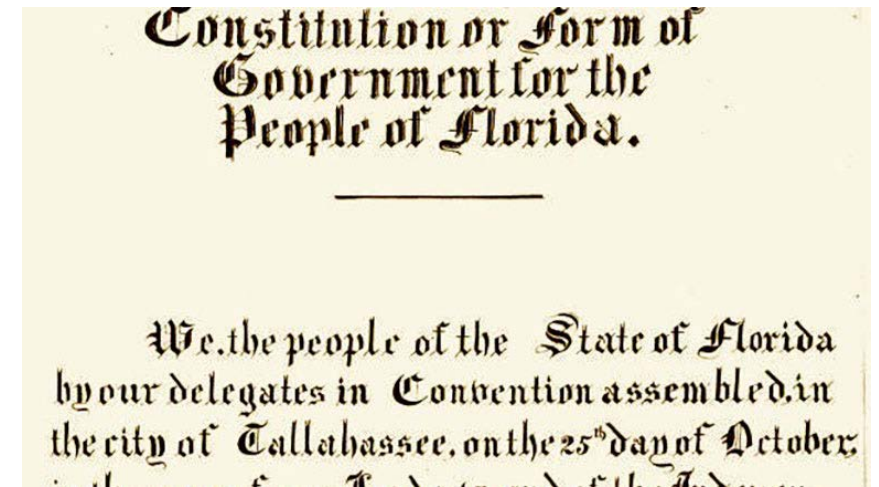 Constitution or Form of
Government for the
People of Florida.
We, the people of the State of Florida
by our delegates in Convention assembled, in
the city of Tallahassee, on the 25th day of October,